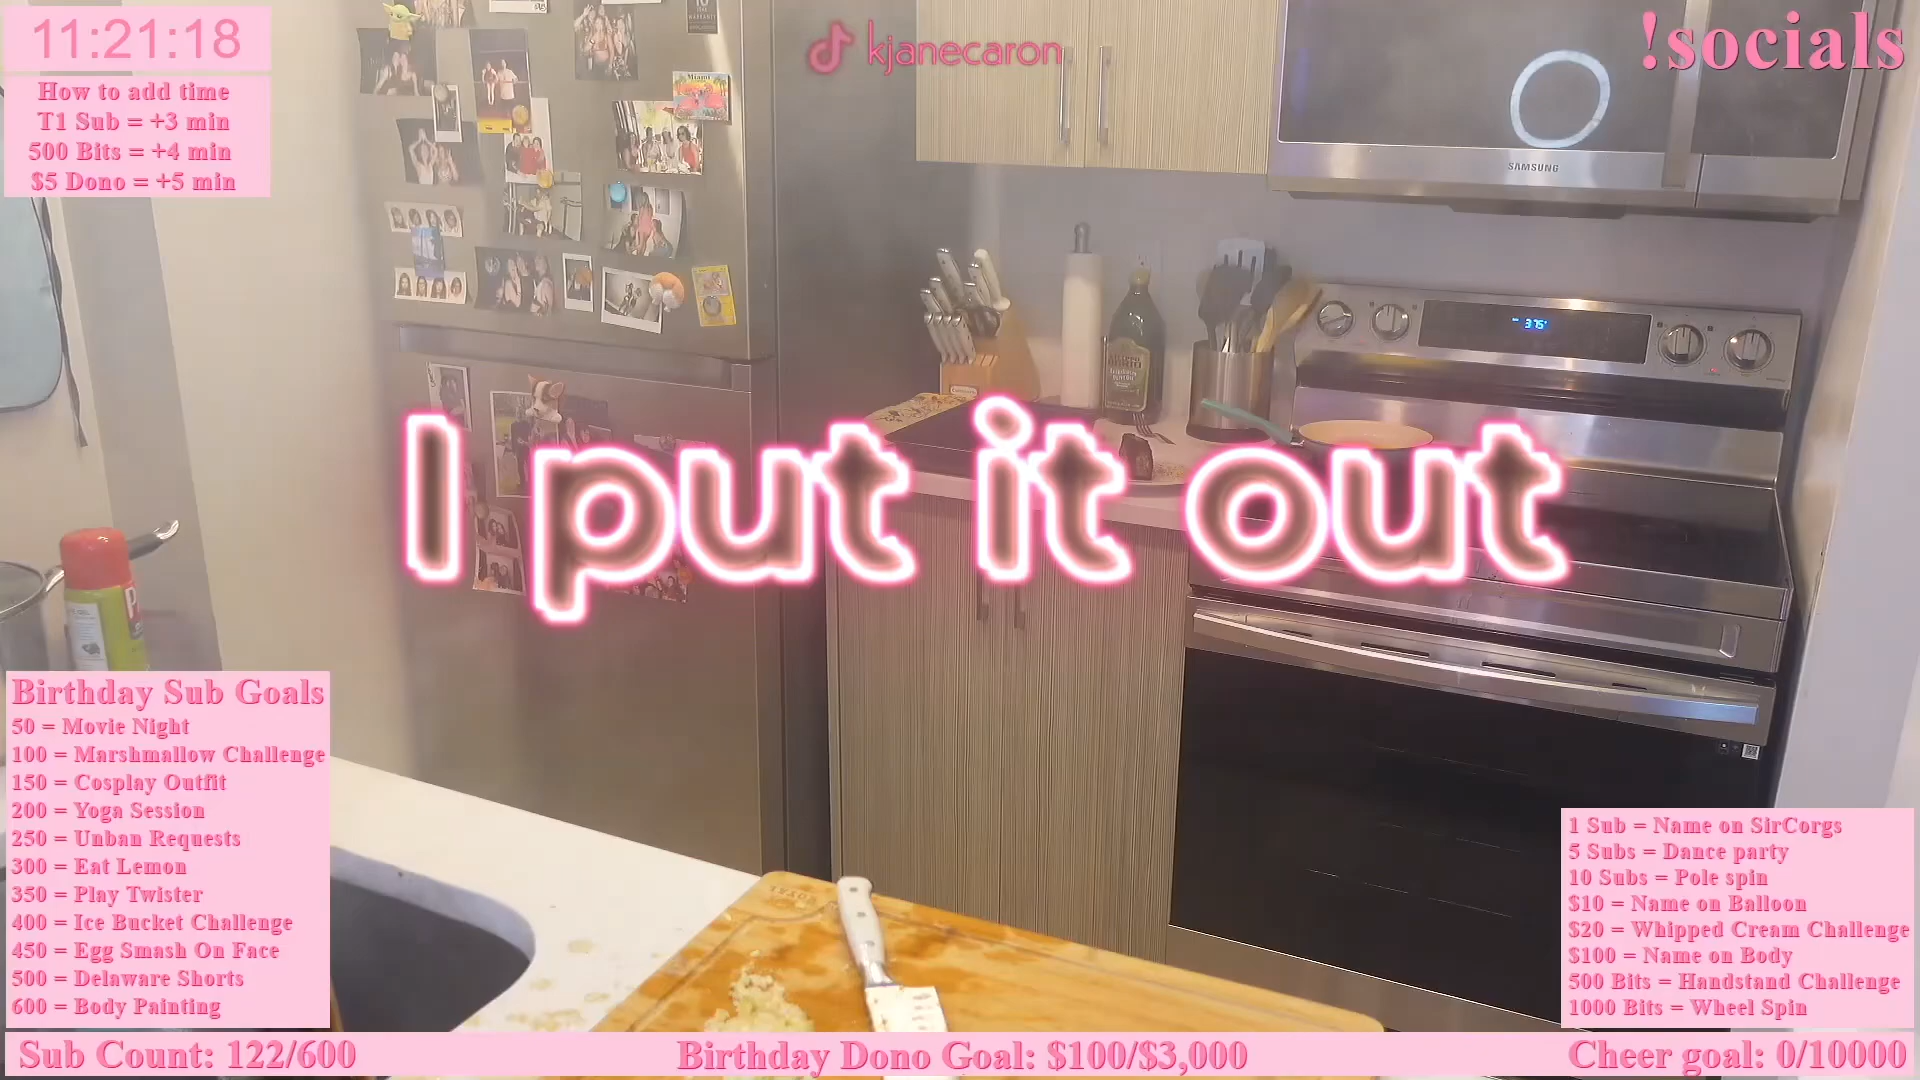 11:21:18
How to add time
T1 Sub = +3 min
500 Bits = +4 min
$5 Dono = +5 min
kjanecaron
!socials
Miami
SAMSUNG
375°
I put it out
Birthday Sub Goals
50 = Movie Night
100 = Marshmallow Challenge
150 = Cosplay Outfit
200 = Yoga Session
250 = Unban Requests
300 = Eat Lemon
350 = Play Twister
400 = Ice Bucket Challenge
450 = Egg Smash On Face
500 = Delaware Shorts
600 = Body Painting
1 Sub = Name on SirCorgs
5 Subs = Dance party
10 Subs = Pole spin
$10 = Name on Balloon
$20 = Whipped Cream Challenge
$100 = Name on Body
500 Bits = Handstand Challenge
1000 Bits = Wheel Spin
Sub Count: 122/600
Birthday Dono Goal: $100/$3,000
Cheer goal: 0/10000